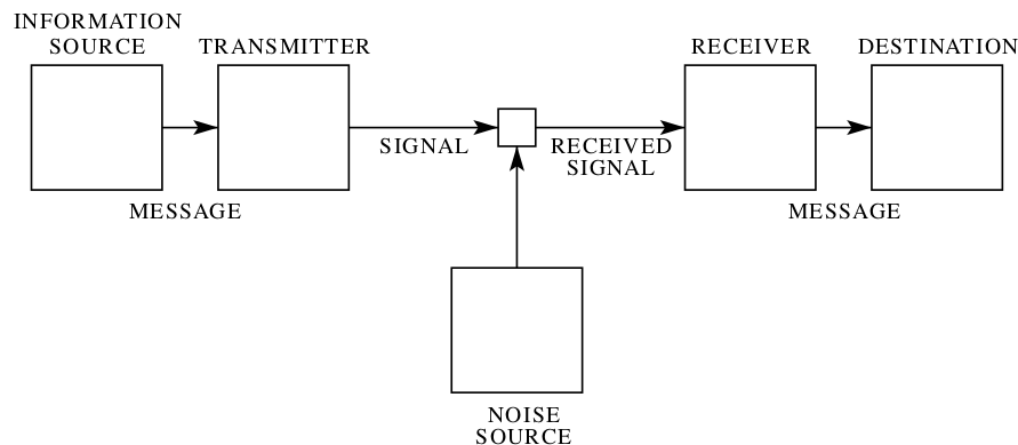 INFORMATION
SOURCE
TRANSMITTER
RECEIVER
DESTINATION
SIGNAL
RECEIVED
SIGNAL
MESSAGE
MESSAGE
NOISE
SOURCE